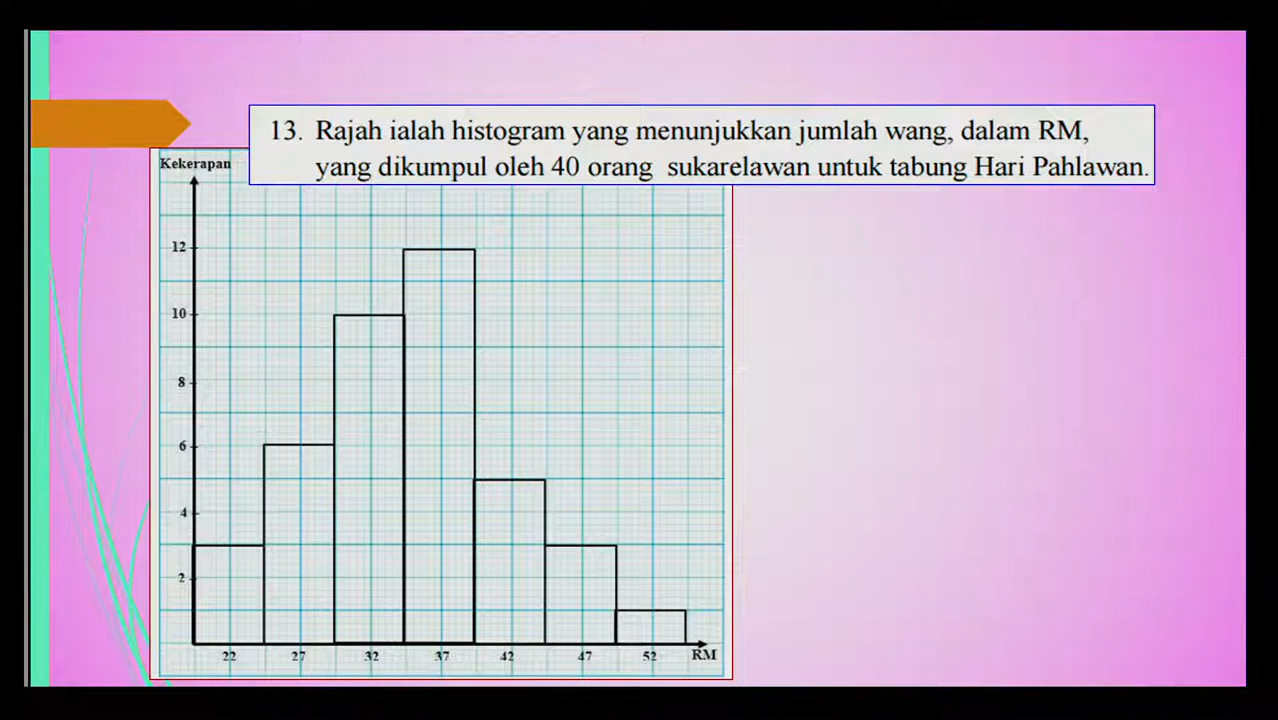 13. Rajah ialah histogram yang menunjukkan jumlah wang, dalam RM,
yang dikumpul oleh 40 orang sukarelawan untuk tabung Hari Pahlawan.
Kekerapan
12
10
8
6
4
2
22 27 32 37 42 47 52 RM